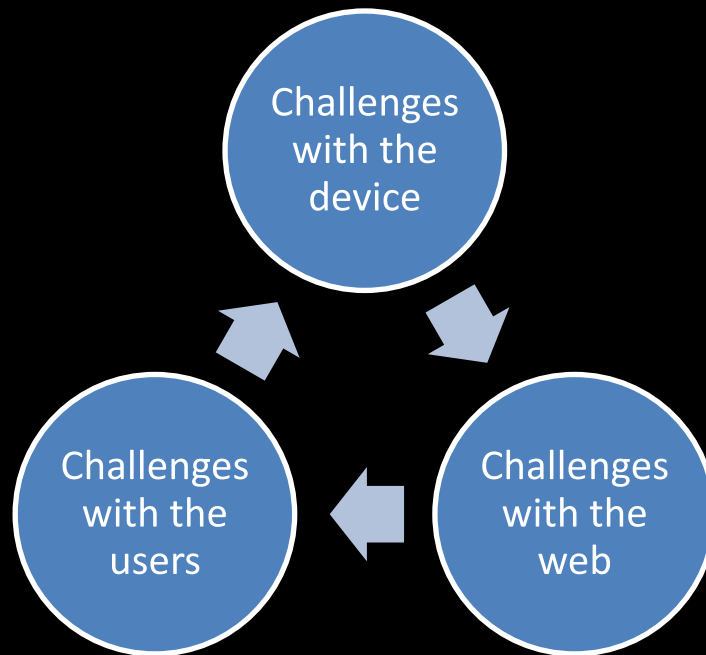 Challenges
with the
device
Challenges
with the
users
Challenges
with the
web